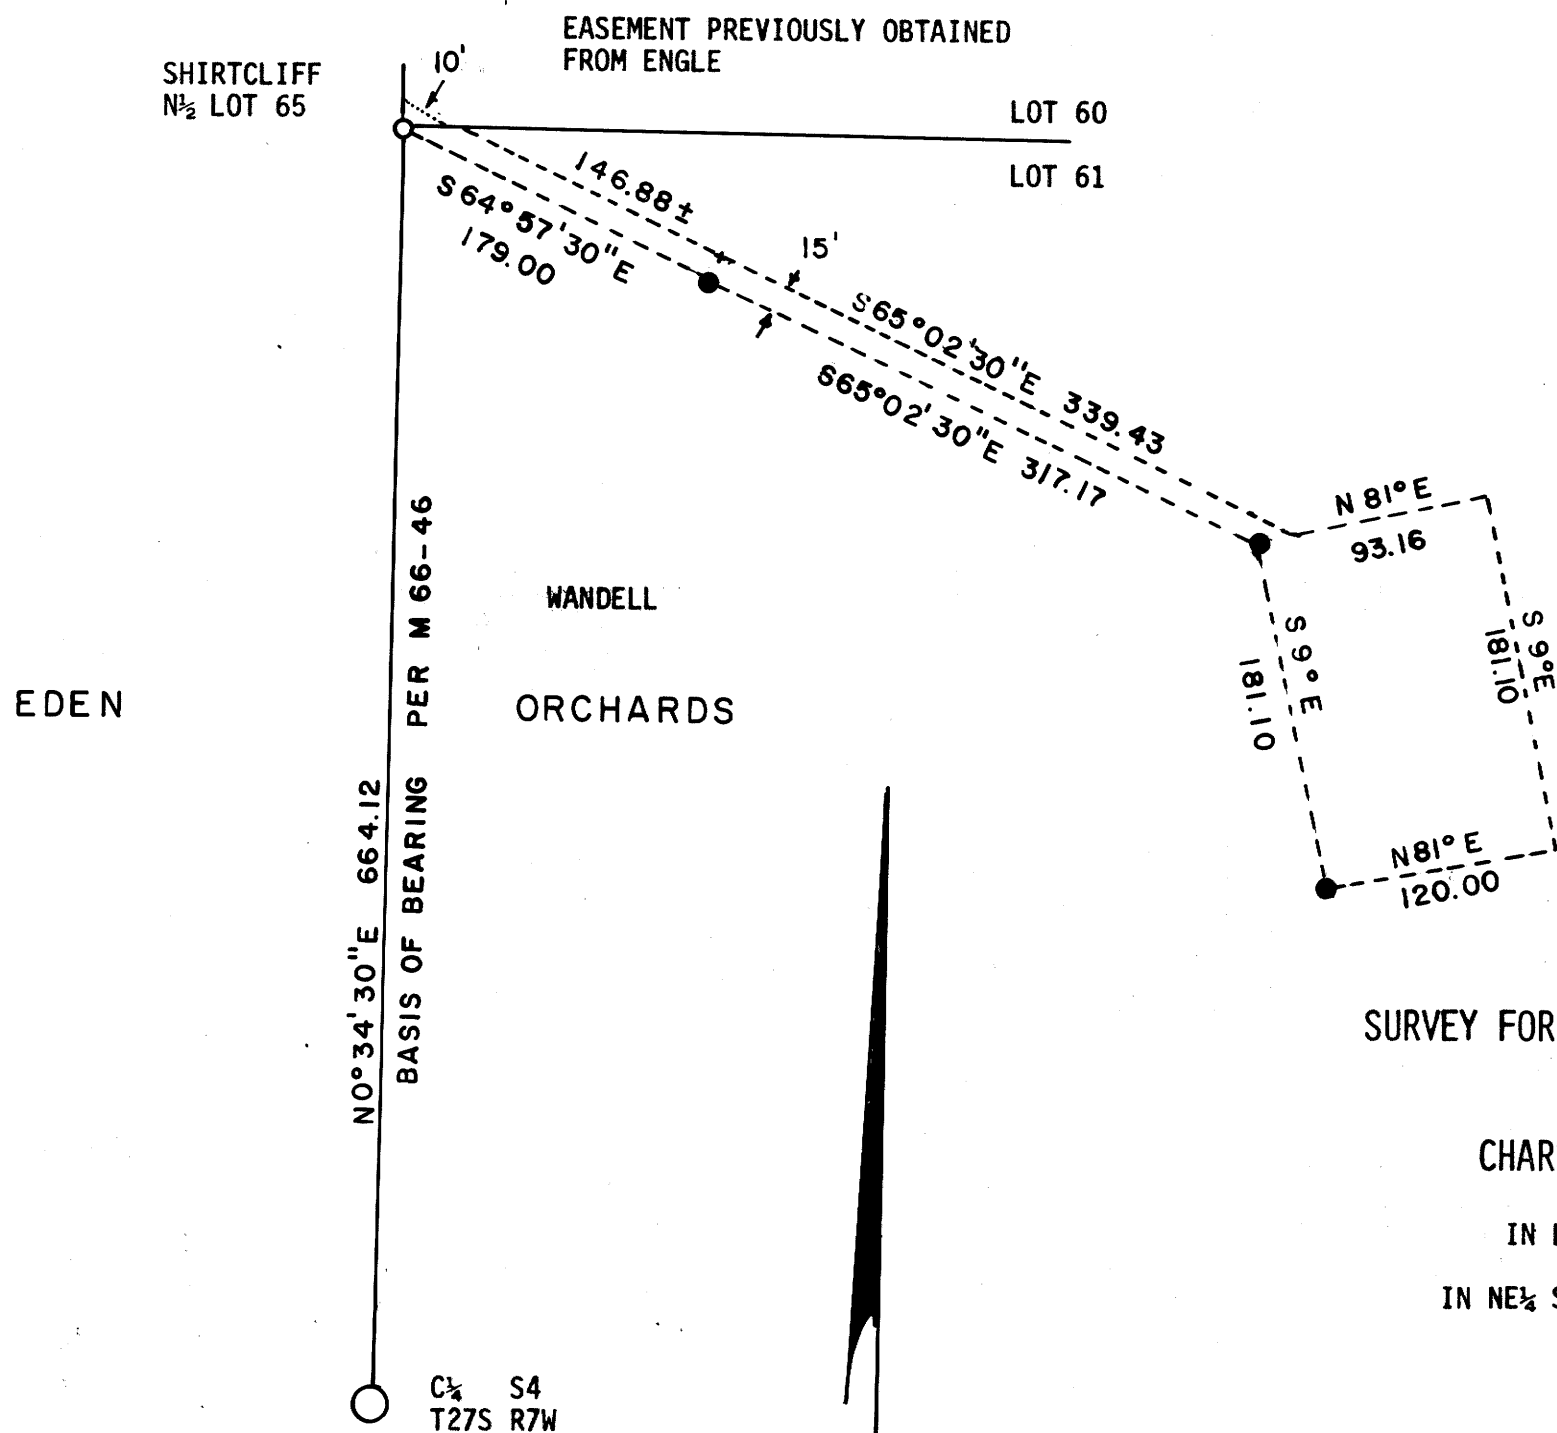 EASEMENT PREVIOUSLY OBTAINED
FROM ENGLE
SHIRTCLIFF
N½ LOT 65
10'
LOT 60
LOT 61
146.88±
S 64°57'30"E
179.00
15'
S65°02'30"E 339.43
S65°02'30"E 317.17
N 81°E
93.16
S 9°E
181.10
S 9°E
181.10
N81°E
120.00
WANDELL
EDEN ORCHARDS
N0°34'30"E 664.12
BASIS OF BEARING PER M 66-46
SURVEY FOR
CHAR
IN
IN NE¼
C¼ S4
T27S R7W